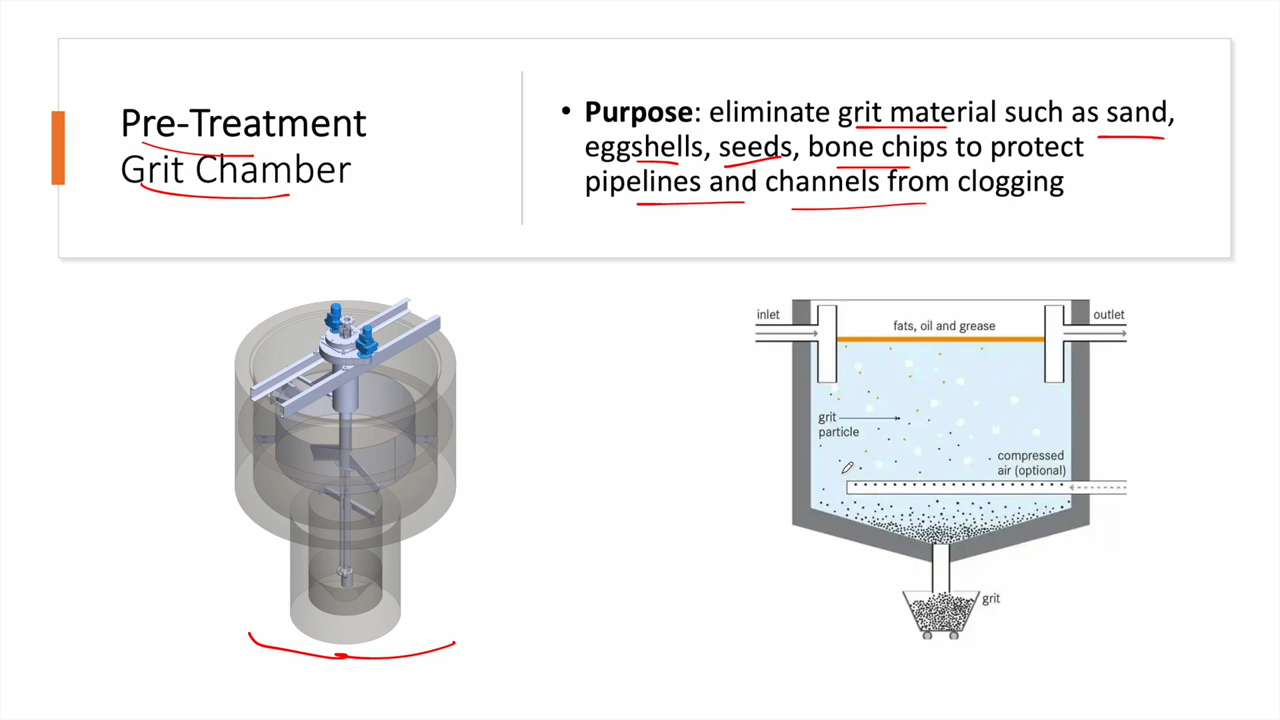 Pre-Treatment
Grit Chamber
• Purpose: eliminate grit material such as sand,
eggshells, seeds, bone chips to protect
pipelines and channels from clogging
inlet
outlet
fats, oil and grease
grit
particle
compressed
air (optional)
grit